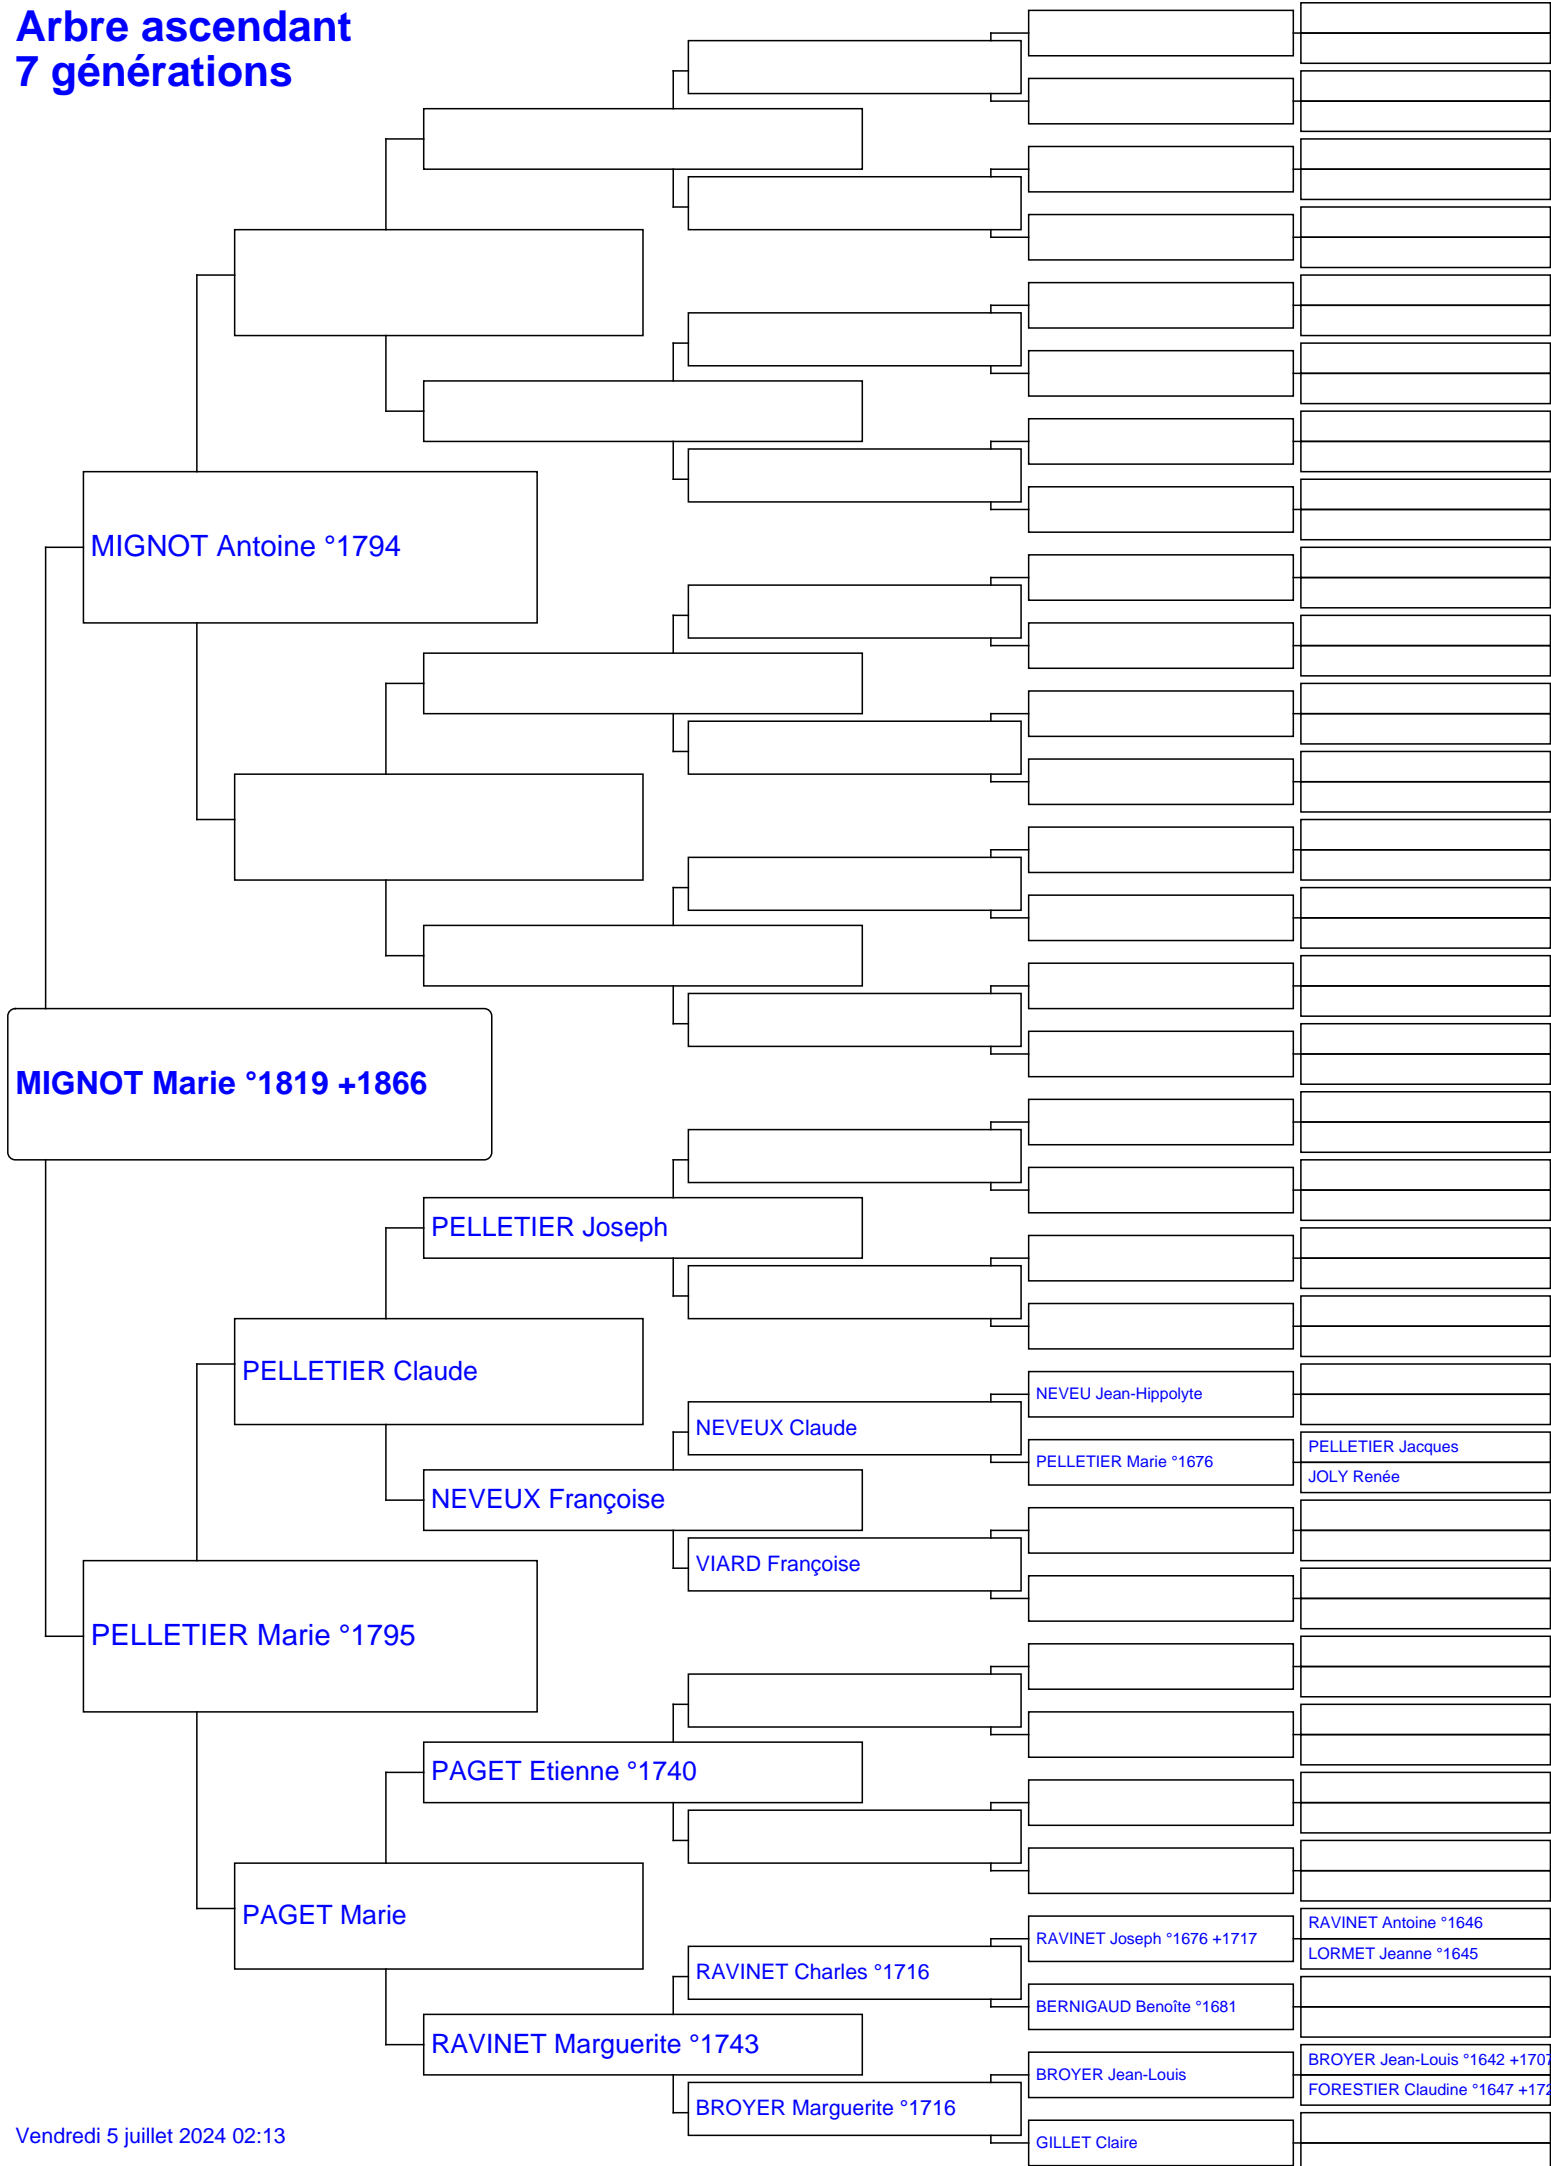 Arbre ascendant
7 générations
MIGNOT Antoine °1794
MIGNOT Marie °1819 +1866
PELLETIER Joseph
PELLETIER Claude
NEVEU Jean-Hippolyte
NEVEUX Claude
PELLETIER Jacques
PELLETIER Marie °1676
JOLY Renée
NEVEUX Françoise
VIARD Françoise
PELLETIER Marie °1795
PAGET Etienne °1740
PAGET Marie
RAVINET Antoine °1646
RAVINET Joseph °1676 +1717
LORMET Jeanne °1645
RAVINET Charles °1716
BERNIGAUD Benoîte °1681
RAVINET Marguerite °1743
BROYER Jean-Louis °1642 +1707
BROYER Jean-Louis
FORESTIER Claudine °1647 +172
BROYER Marguerite °1716
GILLET Claire
Vendredi 5 juillet 2024 02:13